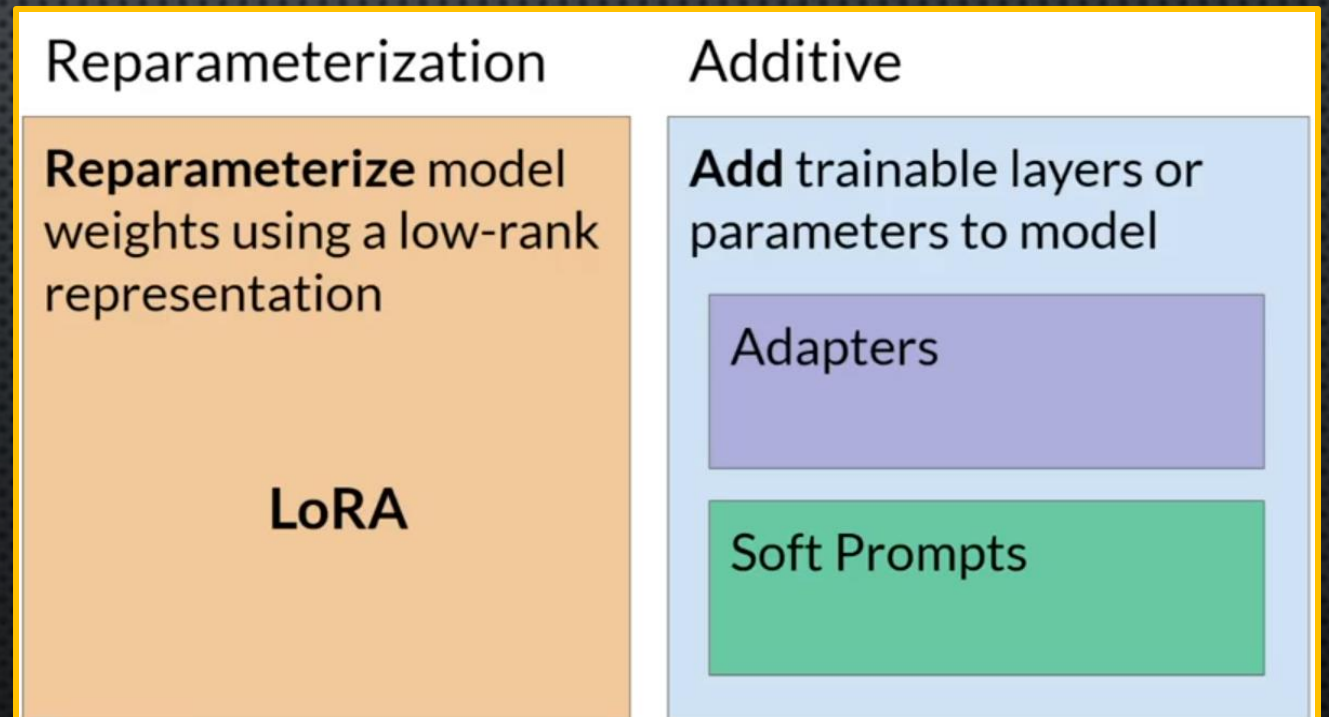 Reparameterization
Reparameterize model
weights using a low-rank
representation
LoRA
Additive
Add trainable layers or
parameters to model
Adapters
Soft Prompts